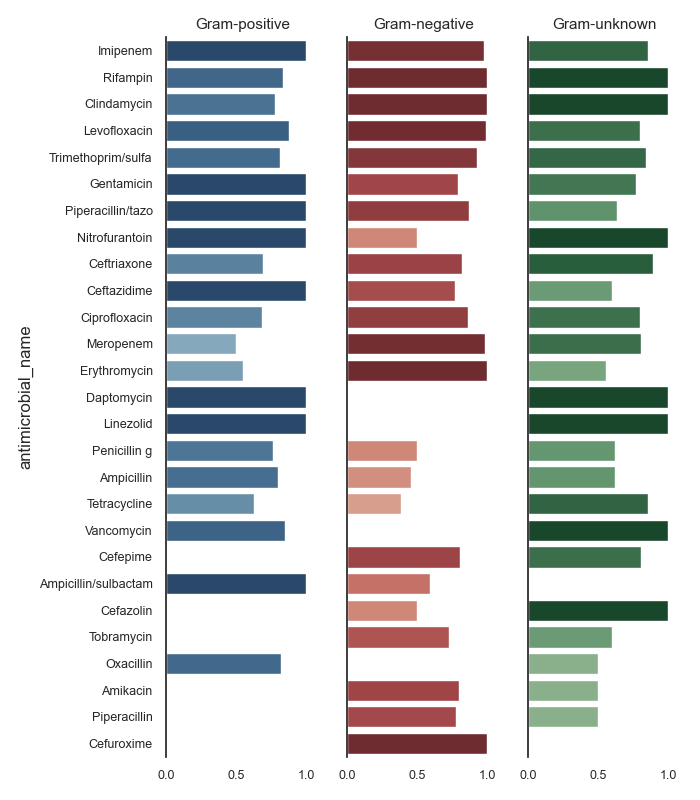 Gram-positive Gram-negative Gram-unknown
Imipenem
Rifampin
Clindamycin
Levofloxacin
Trimethoprim/sulfa
Gentamicin
Piperacillin/tazo
Nitrofurantoin
Ceftriaxone
Ceftazidime
Ciprofloxacin
Meropenem
Erythromycin
Daptomycin
Linezolid
Penicillin g
Ampicillin
Tetracycline
Vancomycin
Cefepime
Ampicillin/sulbactam
Cefazolin
Tobramycin
Oxacillin
Amikacin
Piperacillin
Cefuroxime
antimicrobial_name
0.0 0.5 1.0 0.0 0.5 1.0 0.0 0.5 1.0